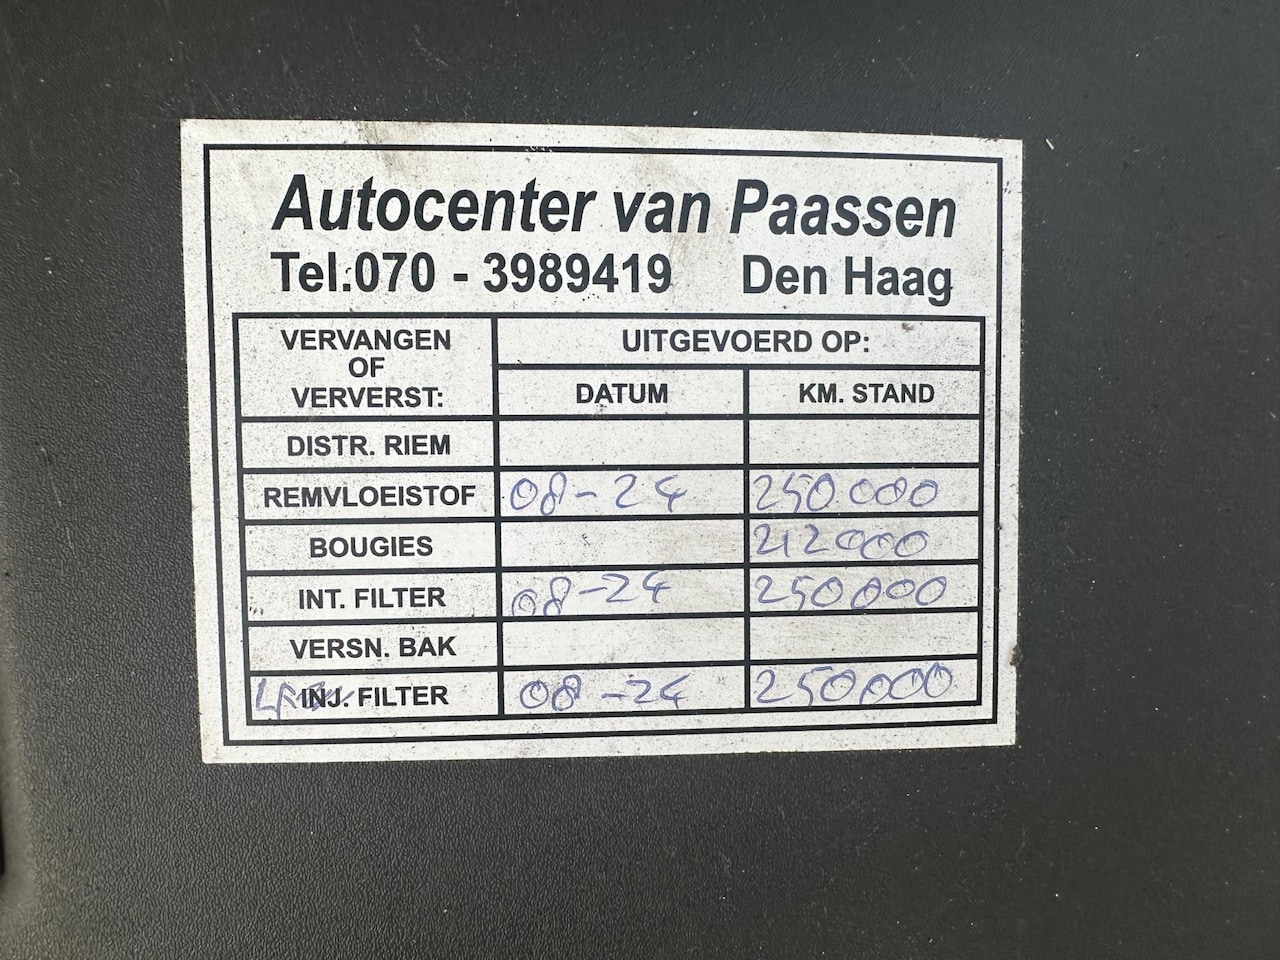 Autocenter van Paassen
Tel.:070 - 3989419 Den Haag
VERVANGEN OF VERVERST: UITGEVOERD OP:
DATUM KM. STAND
DISTR. RIEM
REMVLOEISTOF 08-24 250.000
BOUGIES 212000
INT. FILTER 08-24 250000
VERSN. BAK
INJ. FILTER 08-24 250000